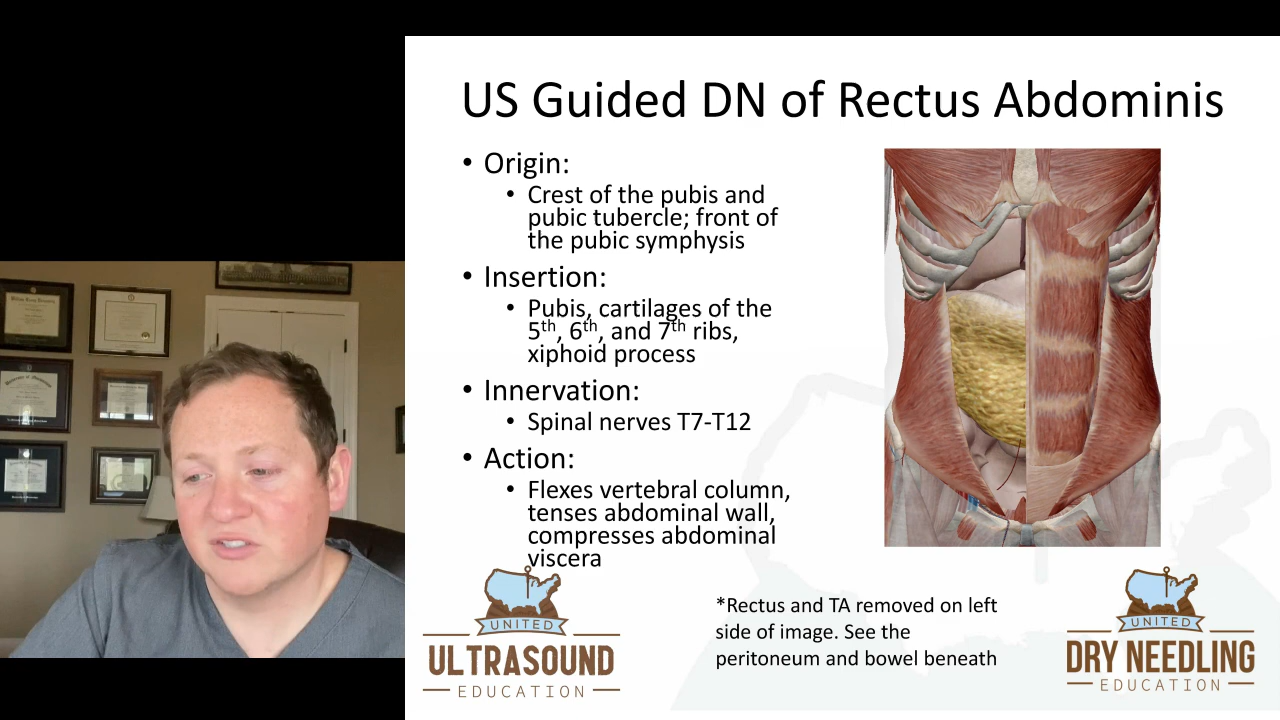 US Guided DN of Rectus Abdominis
• Origin:
• Crest of the pubis and
pubic tubercle; front of
the pubic symphysis
• Insertion:
• Pubis, cartilages of the
5th, 6th, and 7th ribs,
xiphoid process
• Innervation:
• Spinal nerves T7-T12
• Action:
• Flexes vertebral column,
tenses abdominal wall,
compresses abdominal
viscera
*Rectus and TA removed on left
side of image. See the
peritoneum and bowel beneath
UNITED
ULTRASOUND
EDUCATION
UNITED
DRY NEEDLING
EDUCATION